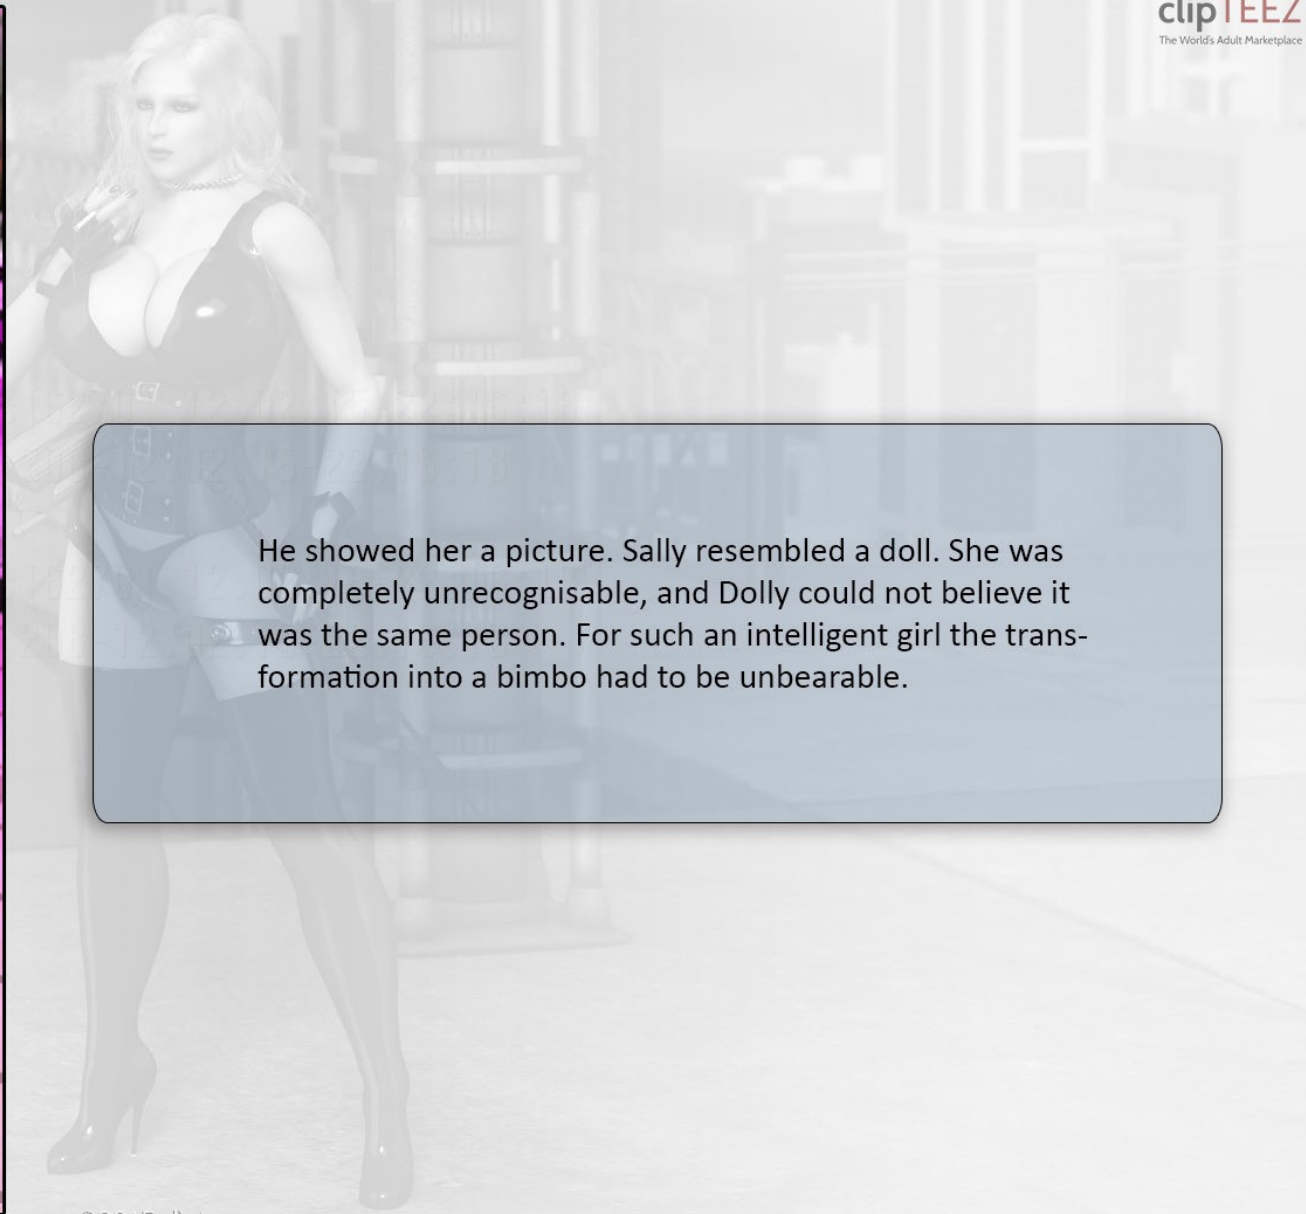 clipTEEZ
The World's Adult Marketplace
He showed her a picture. Sally resembled a doll. She was
completely unrecognisable, and Dolly could not believe it
was the same person. For such an intelligent girl the trans-
formation into a bimbo had to be unbearable.